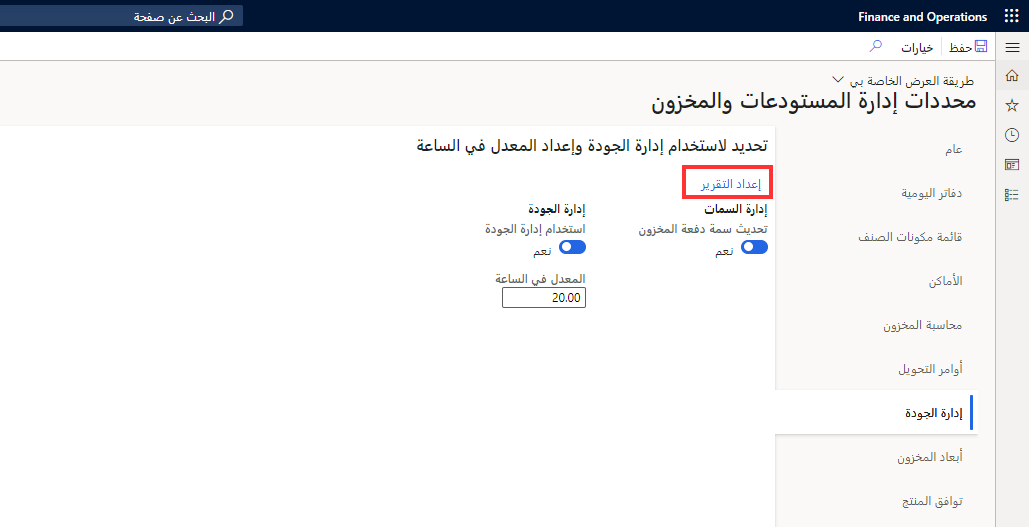 Finance and Operations
البحث عن صفحة
حفظ
خيارات
طريقة العرض الخاصة بي
محددات إدارة المستودعات والمخزون
عام
دفاتر اليومية
قائمة مكونات الصنف
الأماكن
محاسبة المخزون
أوامر التحويل
إدارة الجودة
أبعاد المخزون
توافق المنتج
تحديد لاستخدام إدارة الجودة وإعداد المعدل في الساعة
إعداد التقرير
إدارة السمات
تحديث سمة دفعة المخزون
نعم
إدارة الجودة
استخدام إدارة الجودة
نعم
المعدل في الساعة
20.00